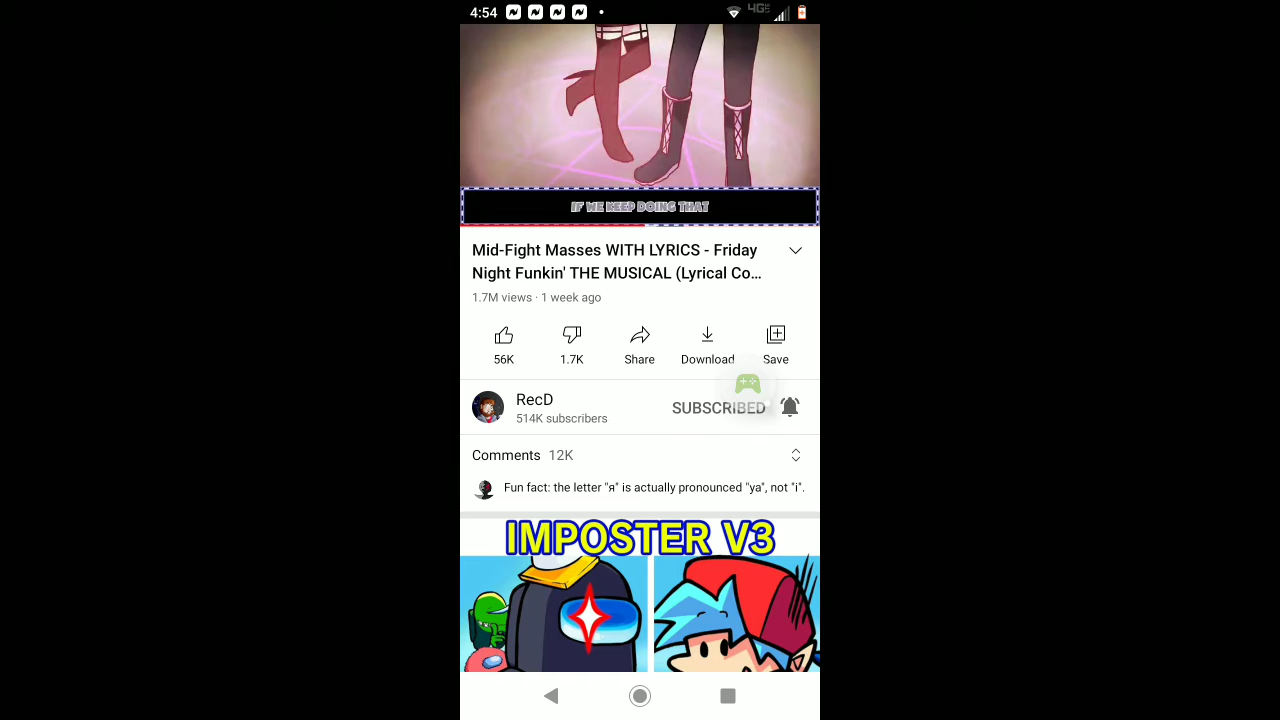 4:54
4G
IF WE KEEP DOING THAT
Mid-Fight Masses WITH LYRICS - Friday
Night Funkin' THE MUSICAL (Lyrical Co...
1.7M views · 1 week ago
56K
1.7K
Share
Download
Save
RecD
514K subscribers
SUBSCRIBED
Comments 12K
Fun fact: the letter "я" is actually pronounced "ya", not "i".
IMPOSTER V3